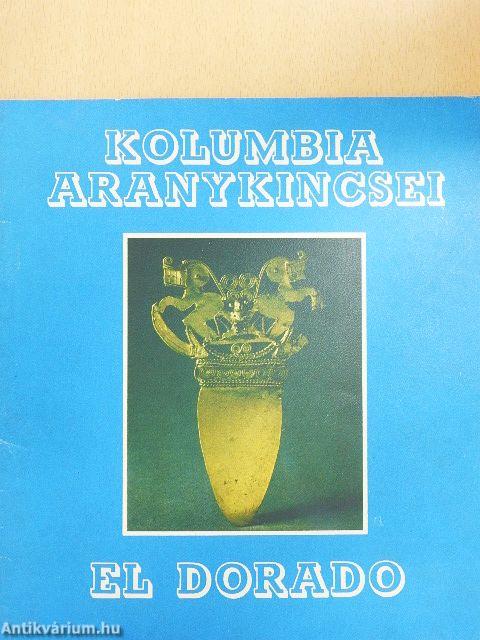 KOLUMBIA
ARANYKINCSEI
EL DORADO
Antikvárium.hu